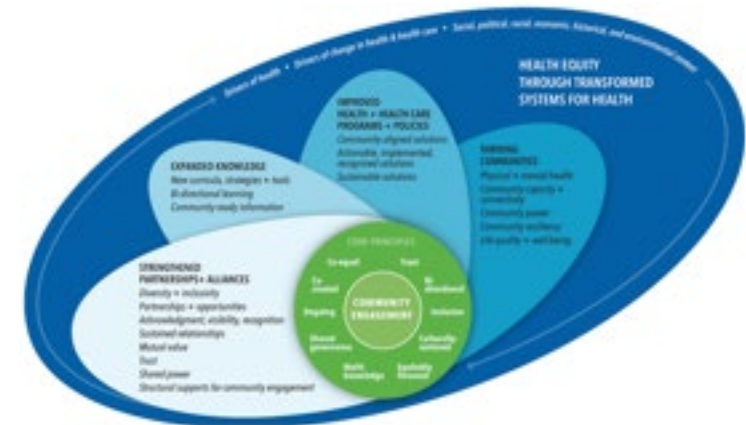 Drivers of health • Drivers of change in health & health care • Social, political, racial, economic, historical, and environmental context
HEALTH EQUITY
THROUGH TRANSFORMED
SYSTEMS FOR HEALTH
IMPROVED
HEALTH + HEALTH CARE
PROGRAMS + POLICIES
Community-aligned solutions
Actionable, implemented,
recognized solutions
Sustainable solutions
THRIVING
COMMUNITIES
Physical + mental health
Community capacity +
connectivity
Community power
Community resiliency
Life quality + well-being
EXPANDED KNOWLEDGE
New curricula, strategies + tools
Bi-directional learning
Community-ready information
STRENGTHENED
PARTNERSHIPS + ALLIANCES
Diversity + inclusivity
Partnerships + opportunities
Acknowledgment, visibility, recognition
Sustained relationships
Mutual value
Trust
Shared power
Structural supports for community engagement
CORE PRINCIPLES
Co-equal
Trust
Co-
created
Bi-
directional
Ongoing
COMMUNITY
ENGAGEMENT
Inclusive
Shared
governance
Culturally-
centered
Multi-
knowledge
Equitably
financed